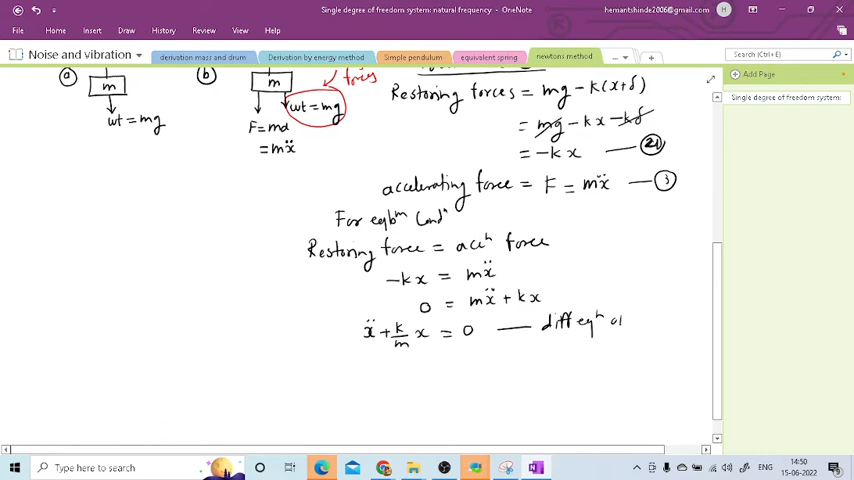 Single degree of freedom system: natural frequency - OneNote
hemantshinde2006@gmail.com
H
File Home Insert Draw History Review View Help
Noise and vibration
derivation mass and drum
Derivation by energy method
Simple pendulum
equivalent spring
newtons method
Search (Ctrl+E)
Add Page
Single degree of freedom system:
a
m
wt = mg
b
m
forces
wt = mg
F = ma
= mẍ
Restoring forces = mg - k(x+δ)
= mg - kx - kδ
= -kx
accelerating force = F = mẍ — 3
For eqbm Condn
Restoring force = accn force
-kx = mẍ
0 = mẍ + kx
ẍ + k/m x = 0 — diff eqn of
Type here to search
ENG
14:50
15-06-2022
9